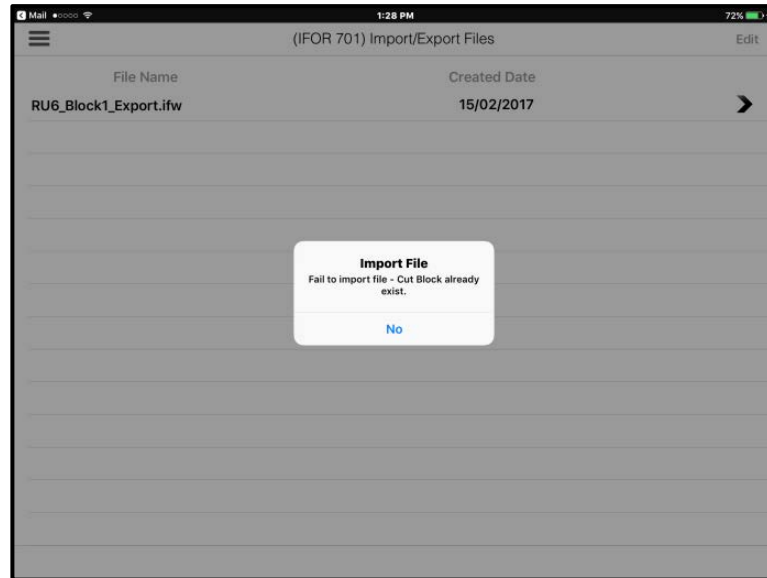 Mail
1:28 PM
72%
(IFOR 701) Import/Export Files
Edit
File Name
Created Date
RU6_Block1_Export.ifw
15/02/2017
Import File
Fail to import file - Cut Block already
exist.
No